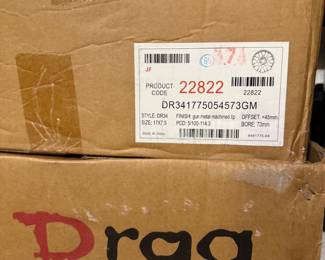 JF
PRODUCT
CODE
22822
22822
DR341775054573GM
STYLE: DR34 FINISH: gun metal machined lip OFFSET: +45mm
SIZE: 17X7.5 PCD: 5/100-114.3 BORE: 73mm
Drag